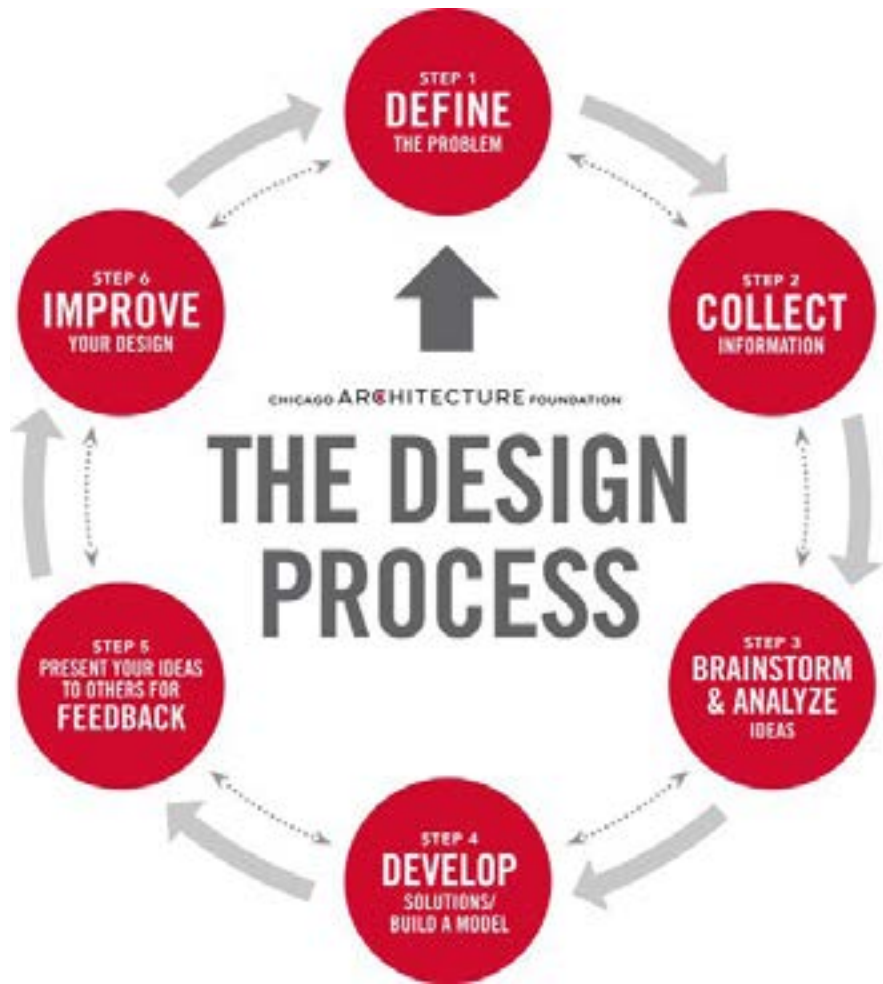 STEP 1
DEFINE
THE PROBLEM
STEP 2
COLLECT
INFORMATION
STEP 3
BRAINSTORM
& ANALYZE
IDEAS
STEP 4
DEVELOP
SOLUTIONS/
BUILD A MODEL
STEP 5
PRESENT YOUR IDEAS
TO OTHERS FOR
FEEDBACK
STEP 6
IMPROVE
YOUR DESIGN
CHICAGO ARCHITECTURE FOUNDATION
THE DESIGN
PROCESS